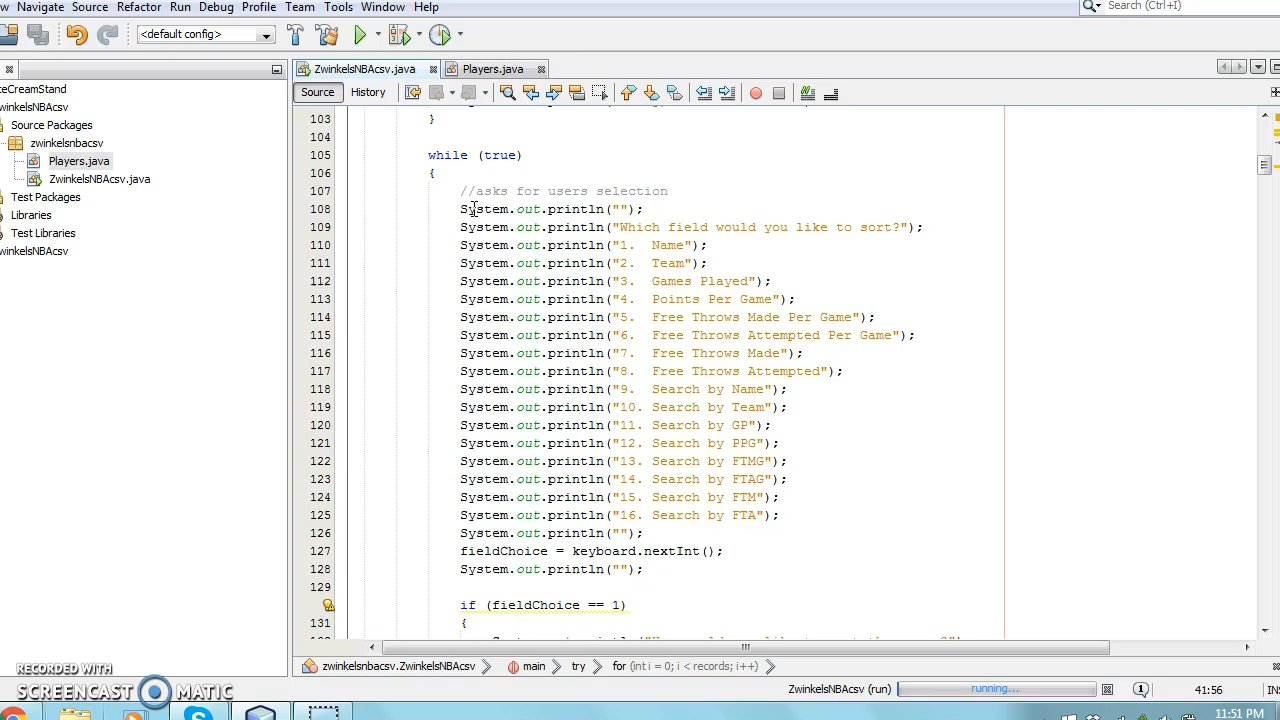 w Navigate Source Refactor Run Debug Profile Team Tools Window Help
Search (Ctrl+I)
<default config>
ZwinkelsNBAcsv.java Players.java
Source History
ceCreamStand
winkelsNBAcsv
Source Packages
zwinkelsnbacsv
Players.java
ZwinkelsNBAcsv.java
Test Packages
Libraries
Test Libraries
winkelsNBAcsv
103 }
104
105 while (true)
106 {
107 //asks for users selection
108 System.out.println("");
109 System.out.println("Which field would you like to sort?");
110 System.out.println("1.  Name");
111 System.out.println("2.  Team");
112 System.out.println("3.  Games Played");
113 System.out.println("4.  Points Per Game");
114 System.out.println("5.  Free Throws Made Per Game");
115 System.out.println("6.  Free Throws Attempted Per Game");
116 System.out.println("7.  Free Throws Made");
117 System.out.println("8.  Free Throws Attempted");
118 System.out.println("9.  Search by Name");
119 System.out.println("10. Search by Team");
120 System.out.println("11. Search by GP");
121 System.out.println("12. Search by PPG");
122 System.out.println("13. Search by FTMG");
123 System.out.println("14. Search by FTAG");
124 System.out.println("15. Search by FTM");
125 System.out.println("16. Search by FTA");
126 System.out.println("");
127 fieldChoice = keyboard.nextInt();
128 System.out.println("");
129
if (fieldChoice == 1)
131 {
zwinkelsnbacsv.ZwinkelsNBAcsv main try for (int i = 0; i < records; i++)
RECORDED WITH
SCREENCAST MATIC
ZwinkelsNBAcsv (run) running... 1 41:56 IN
11:51 PM